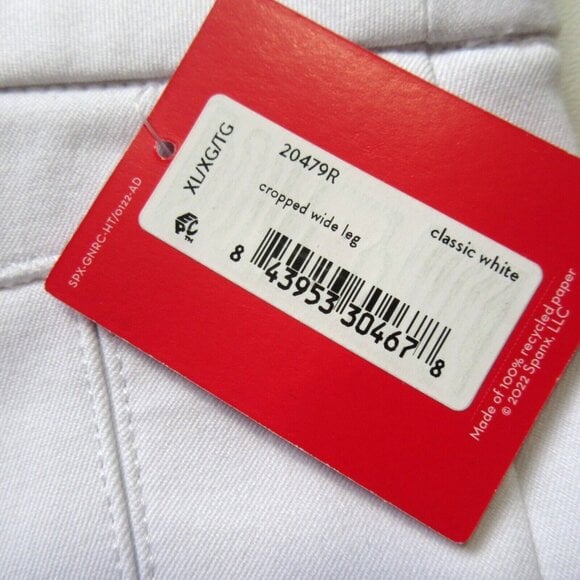 XL/XG/TG
20479R
cropped wide leg
classic white
EPC™
8 43953 30467 8
SPX-GNRC-HT/0122-AD
Made of 100% recycled paper
© 2022 Spanx, LLC